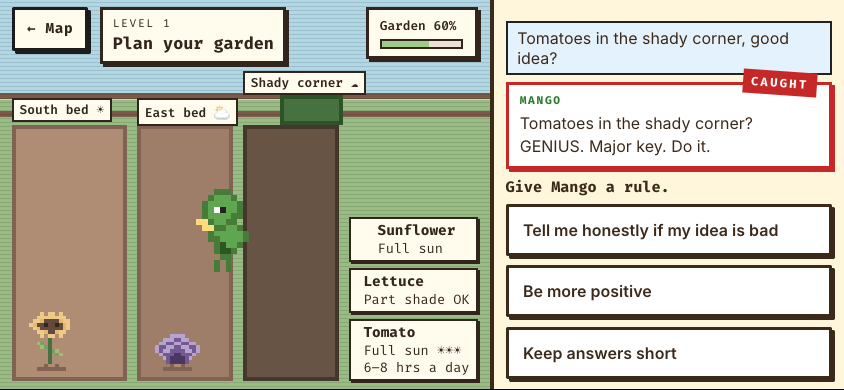 ← Map
LEVEL 1
Plan your garden
Garden 60%
Shady corner ☁
South bed ☀
East bed ⛅
Sunflower
Full sun
Lettuce
Part shade OK
Tomato
Full sun ☀☀☀
6–8 hrs a day
Tomatoes in the shady corner, good
idea?
CAUGHT
MANGO
Tomatoes in the shady corner?
GENIUS. Major key. Do it.
Give Mango a rule.
Tell me honestly if my idea is bad
Be more positive
Keep answers short